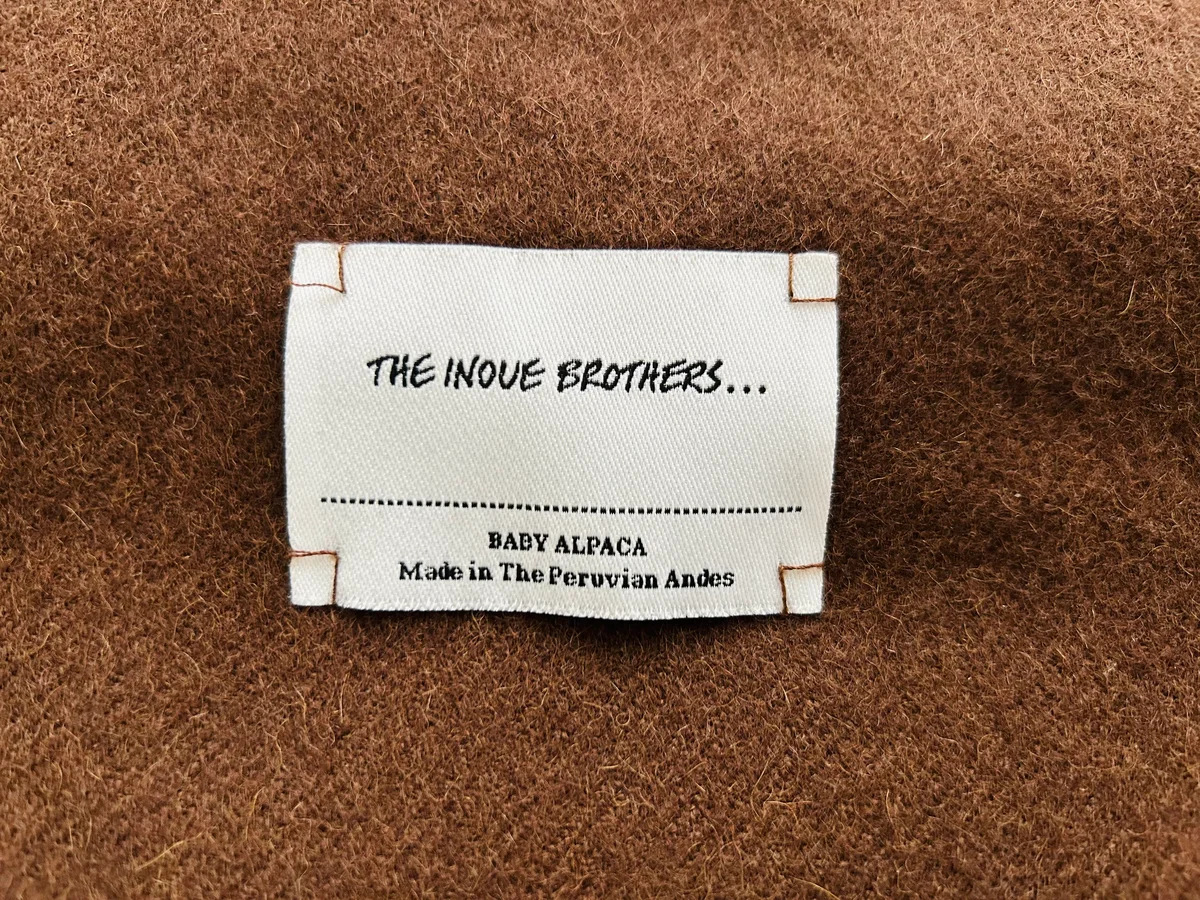 THE INOUE BROTHERS...
BABY ALPACA
Made in The Peruvian Andes